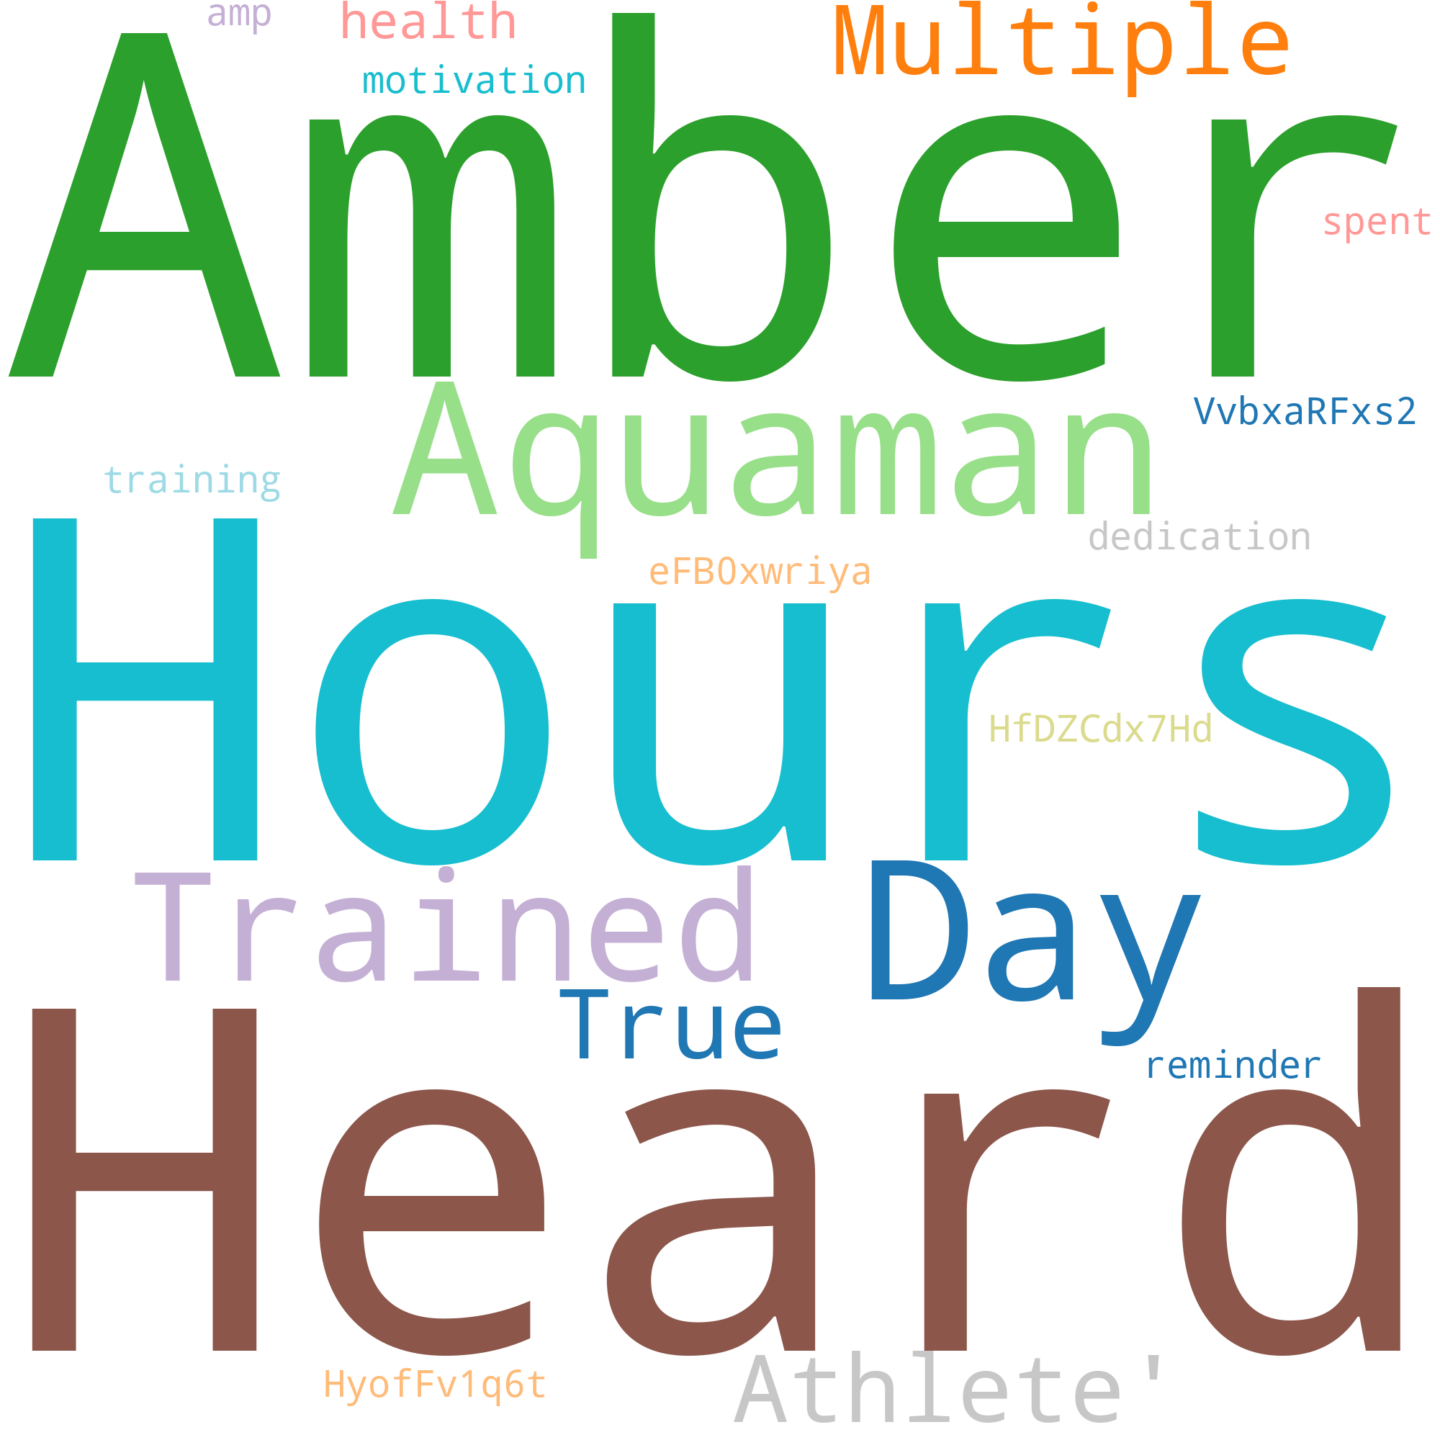 amp
health
Multiple
motivation
Amber
spent
Aquaman
VvbxaRFxs2
training
dedication
eFB0xwriya
Hours
HfDZCdx7Hd
Trained
Day
True
reminder
Heard
HyofFv1q6t
Athlete'